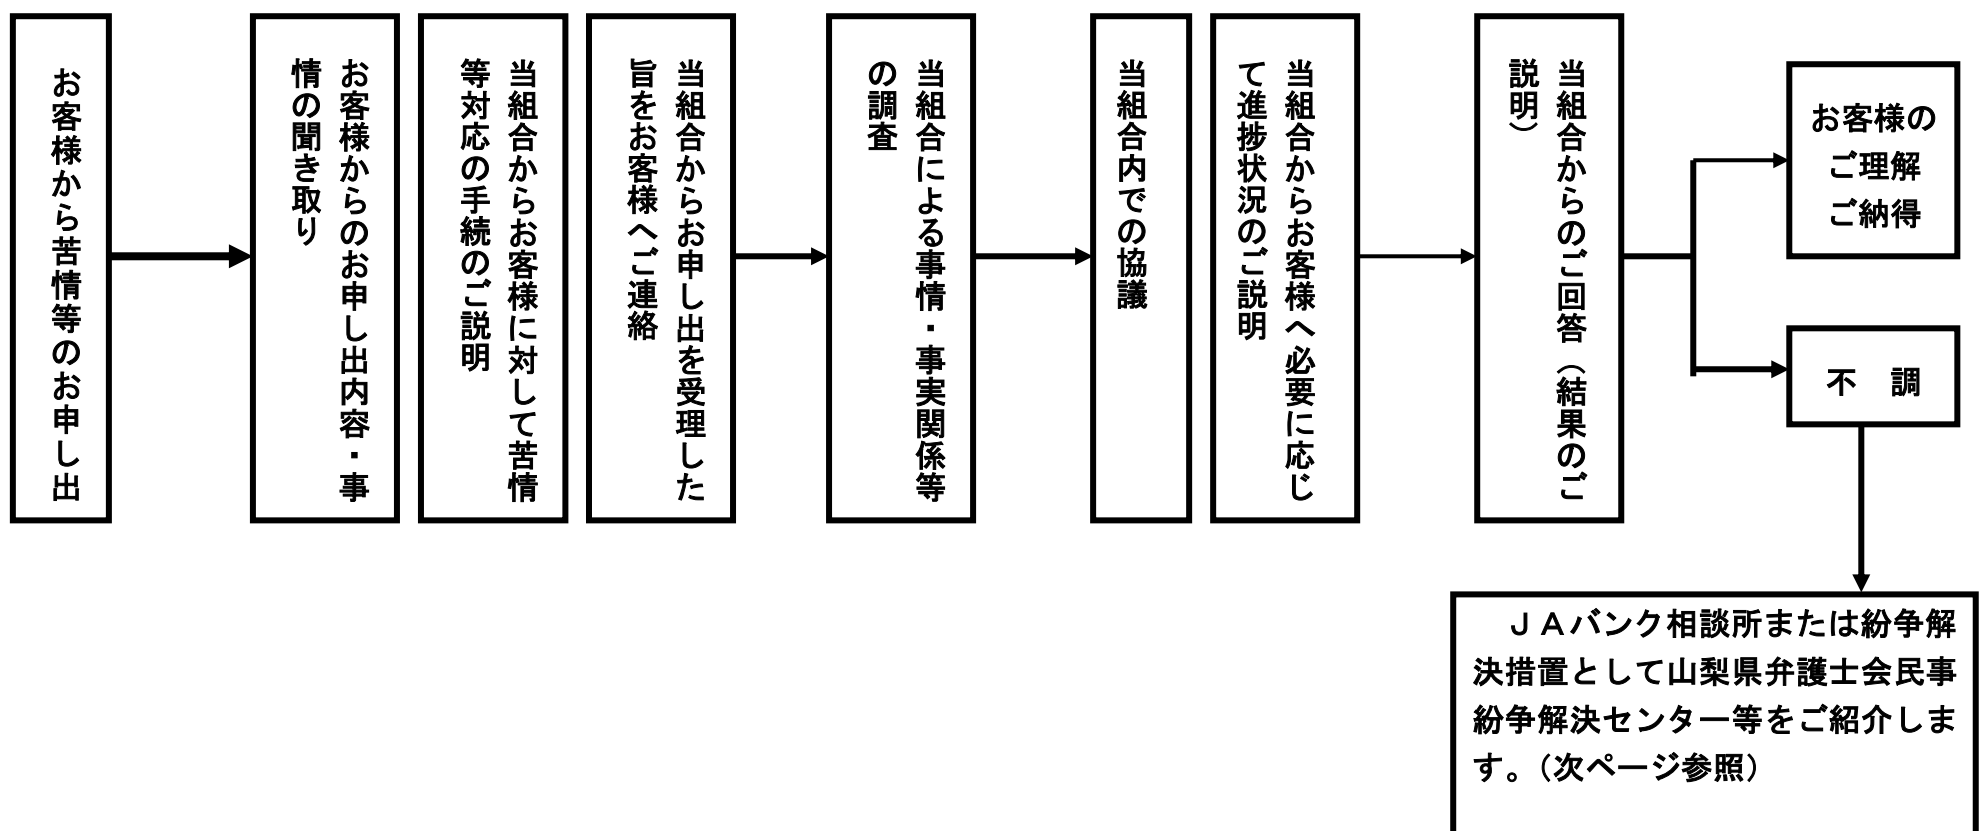 お客様から苦情等のお申し出
お客様からのお申し出内容・事
情の聞き取り
当組合からお客様に対して苦情
等対応の手続のご説明
当組合からお申し出を受理した
旨をお客様へご連絡
当組合による事情・事実関係等
の調査
当組合内での協議
当組合からお客様へ必要に応じ
て進捗状況のご説明
当組合からのご回答（結果のご
説明）
お客様の
ご理解
ご納得
不　調
ＪＡバンク相談所または紛争解
決措置として山梨県弁護士会民事
紛争解決センター等をご紹介しま
す。（次ページ参照）